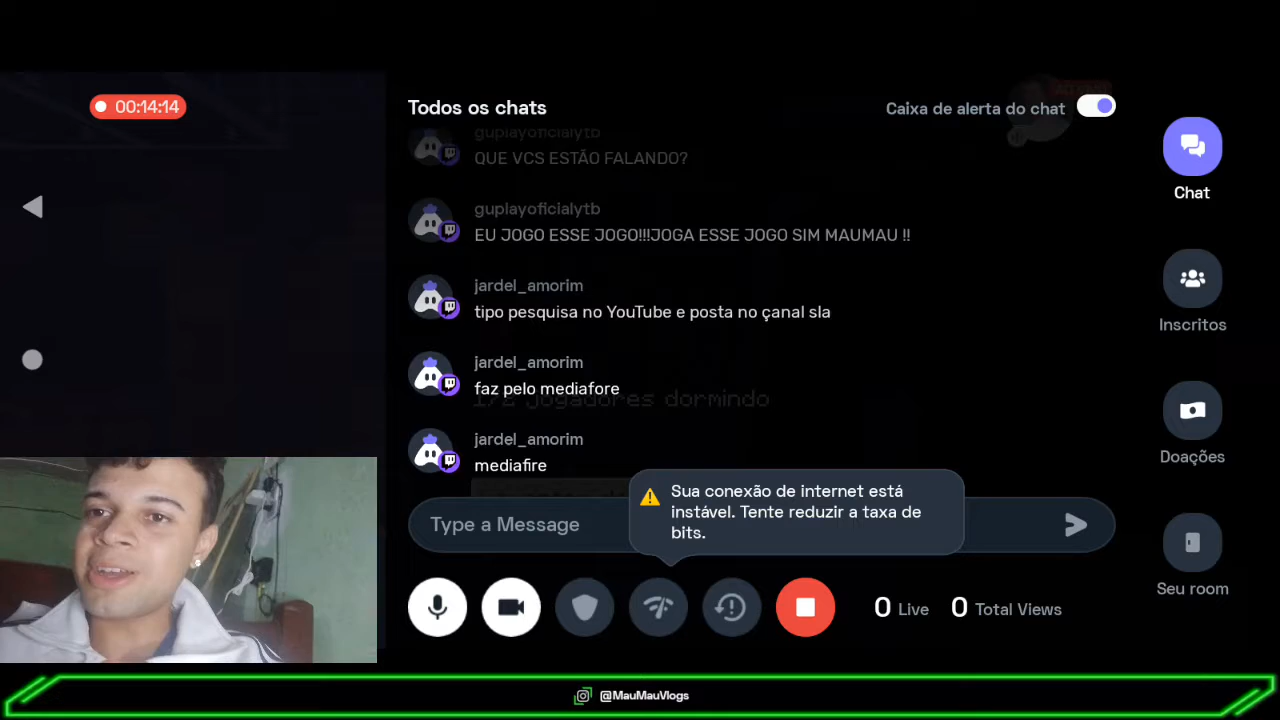 00:14:14
Todos os chats
Caixa de alerta do chat
guplayoficialytb
QUE VCS ESTÃO FALANDO?
guplayoficialytb
EU JOGO ESSE JOGO!!!JOGA ESSE JOGO SIM MAUMAU !!
jardel_amorim
tipo pesquisa no YouTube e posta no çanal sla
jardel_amorim
faz pelo mediafore
1/2 jogadores dormindo
jardel_amorim
mediafire
Sua conexão de internet está
instável. Tente reduzir a taxa de
bits.
Type a Message
0 Live 0 Total Views
Chat
Inscritos
Doações
Seu room
@MauMauVlogs